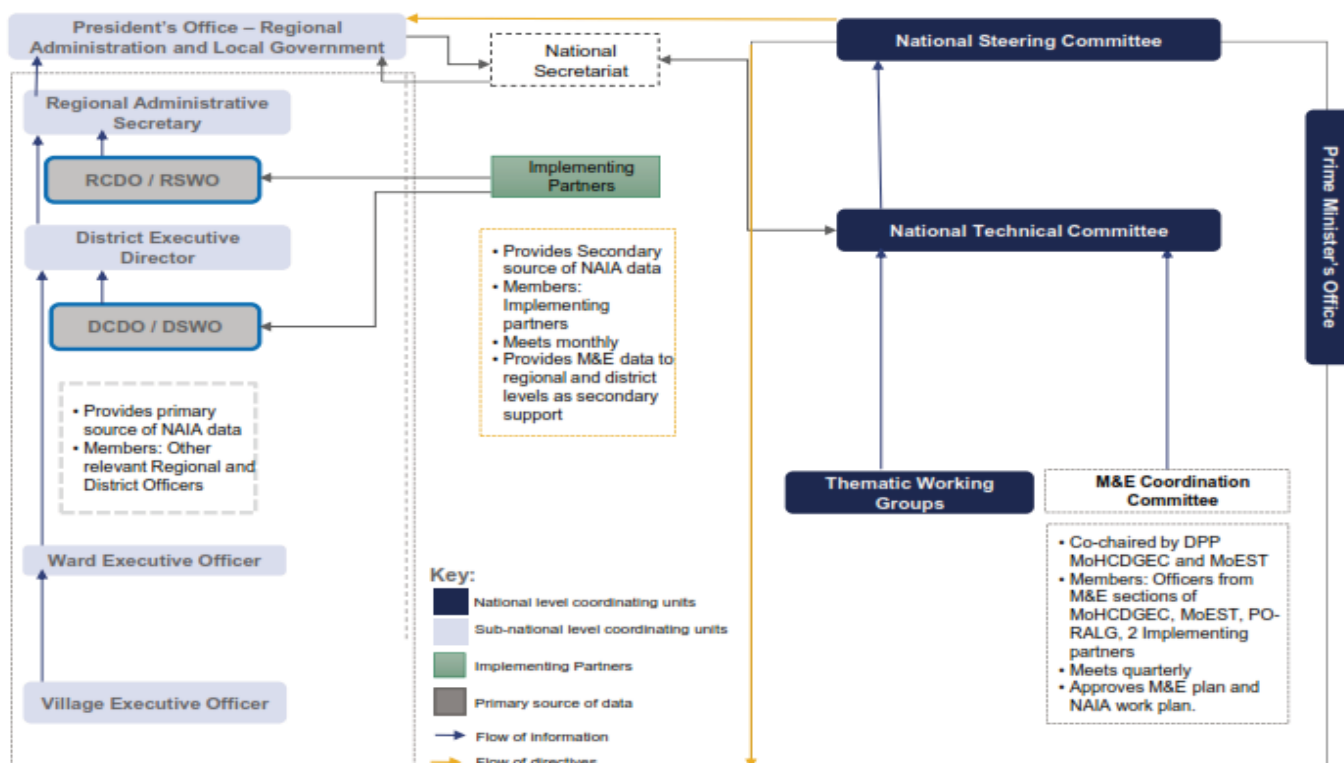 President's Office – Regional
Administration and Local Government
National
Secretariat
National Steering Committee
Regional Administrative
Secretary
RCDO / RSWO
Implementing
Partners
Prime Minister's Office
District Executive
Director
National Technical Committee
DCDO / DSWO
• Provides Secondary
source of NAIA data
• Members:
Implementing
partners
• Meets monthly
• Provides M&E data to
regional and district
levels as secondary
support
• Provides primary
source of NAIA data
• Members: Other
relevant Regional and
District Officers
Thematic Working
Groups
M&E Coordination
Committee
• Co-chaired by DPP
MoHCDGEC and MoEST
• Members: Officers from
M&E sections of
MoHCDGEC, MoEST, PO-
RALG, 2 Implementing
partners
• Meets quarterly
• Approves M&E plan and
NAIA work plan.
Ward Executive Officer
Village Executive Officer
Key:
National level coordinating units
Sub-national level coordinating units
Implementing Partners
Primary source of data
Flow of information
Flow of directives